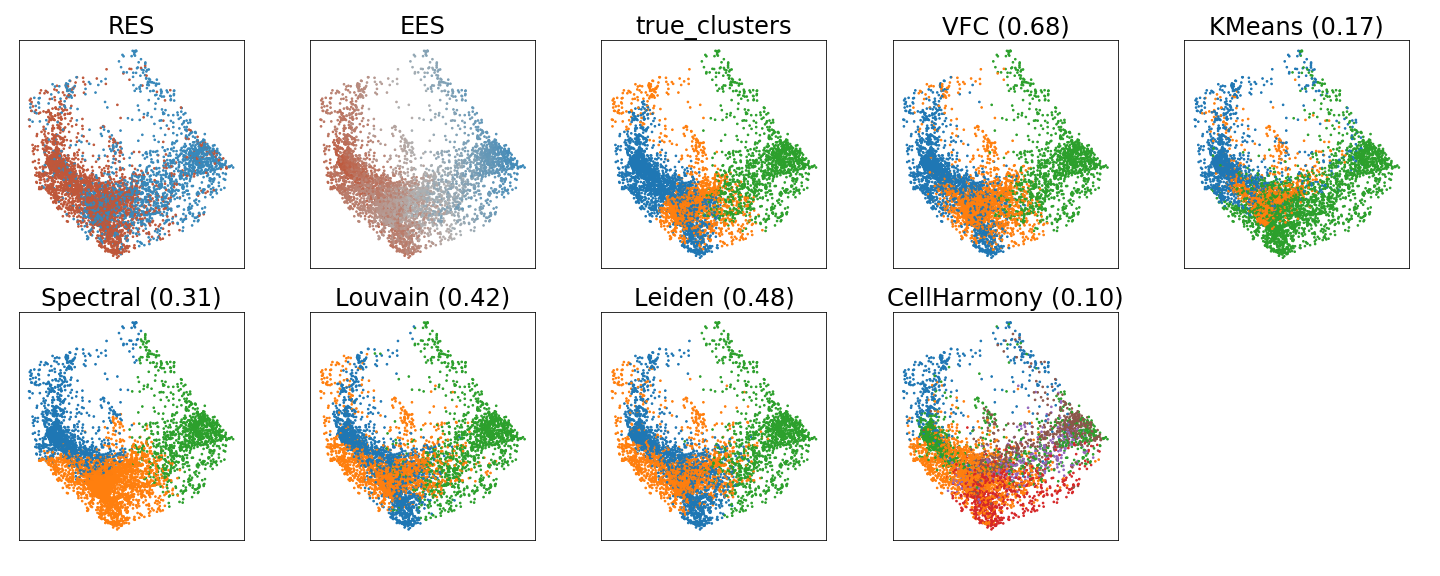 RES
EES
true_clusters
VFC (0.68)
KMeans (0.17)
Spectral (0.31)
Louvain (0.42)
Leiden (0.48)
CellHarmony (0.10)